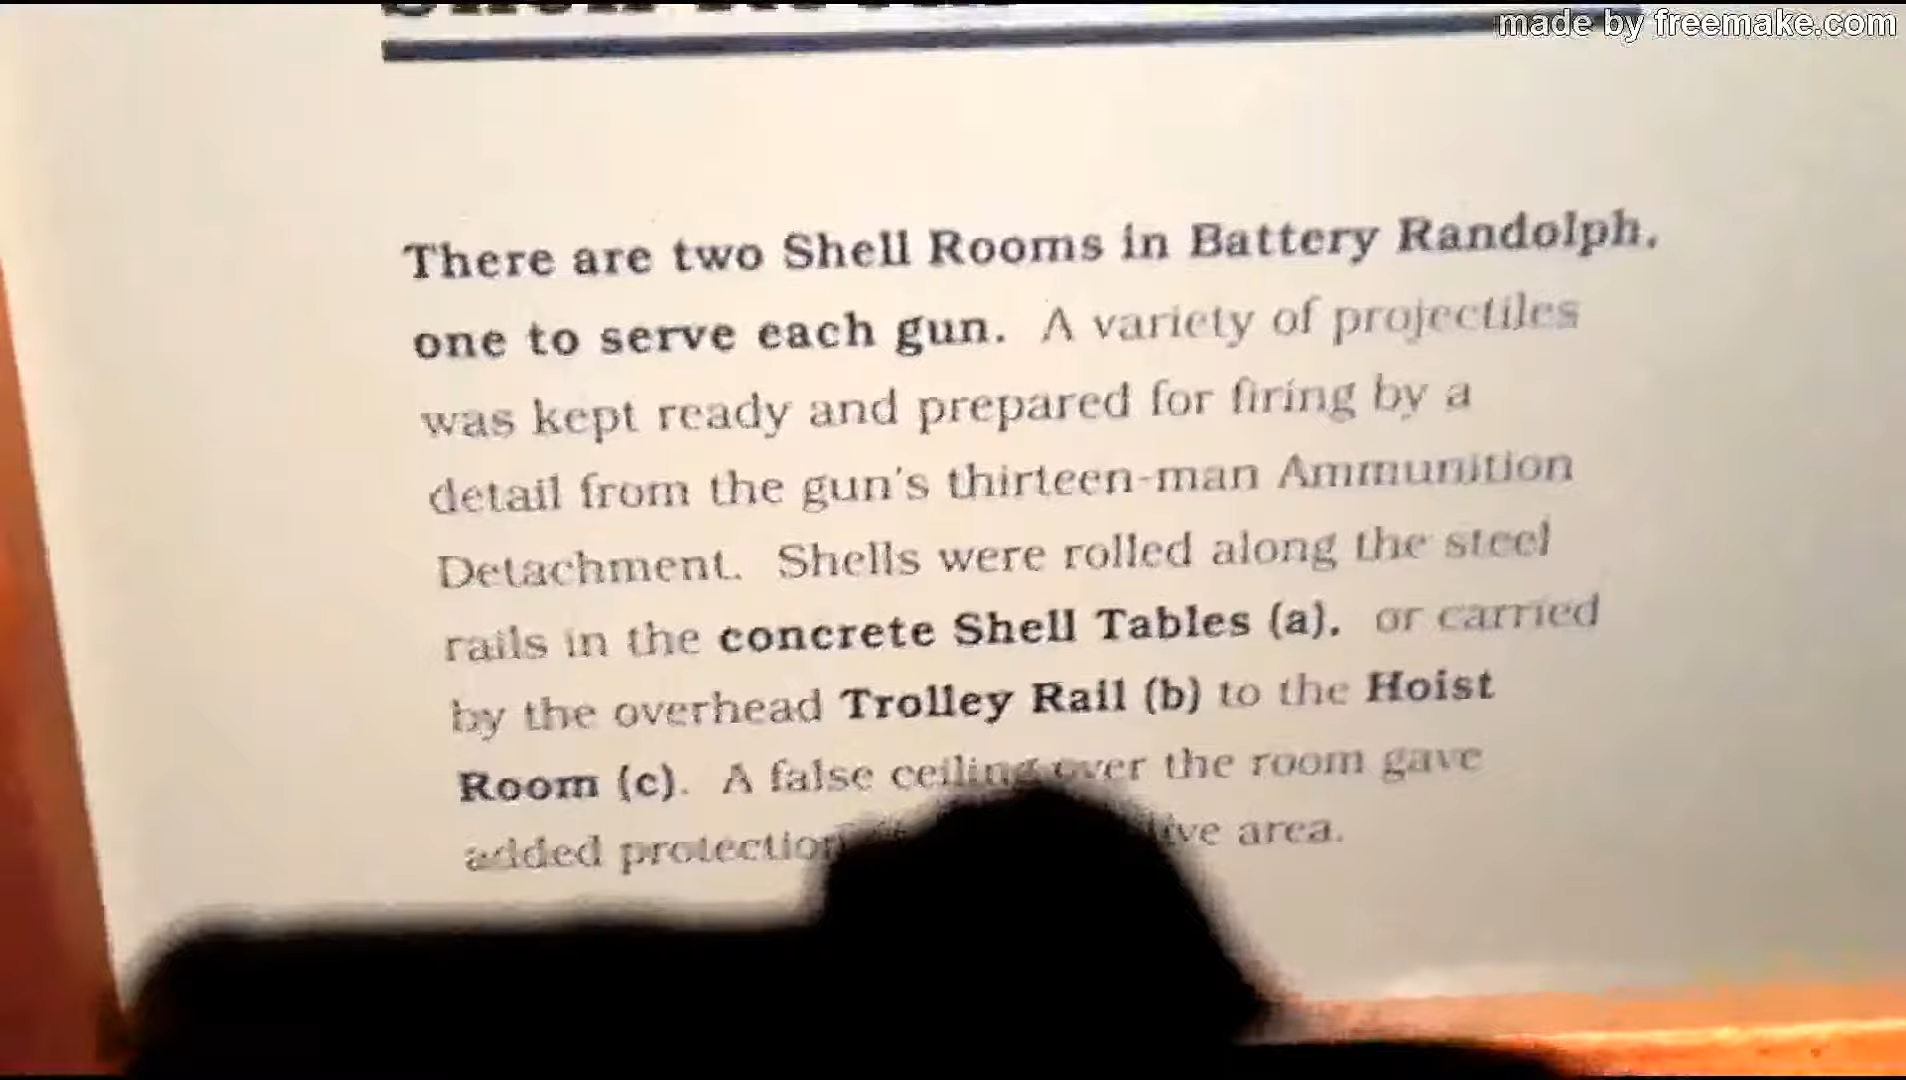 made by freemake.com
There are two Shell Rooms in Battery Randolph,
one to serve each gun. A variety of projectiles
was kept ready and prepared for firing by a
detail from the gun's thirteen-man Ammunition
Detachment. Shells were rolled along the steel
rails in the concrete Shell Tables (a), or carried
by the overhead Trolley Rail (b) to the Hoist
Room (c). A false ceiling over the room gave
added protection area.